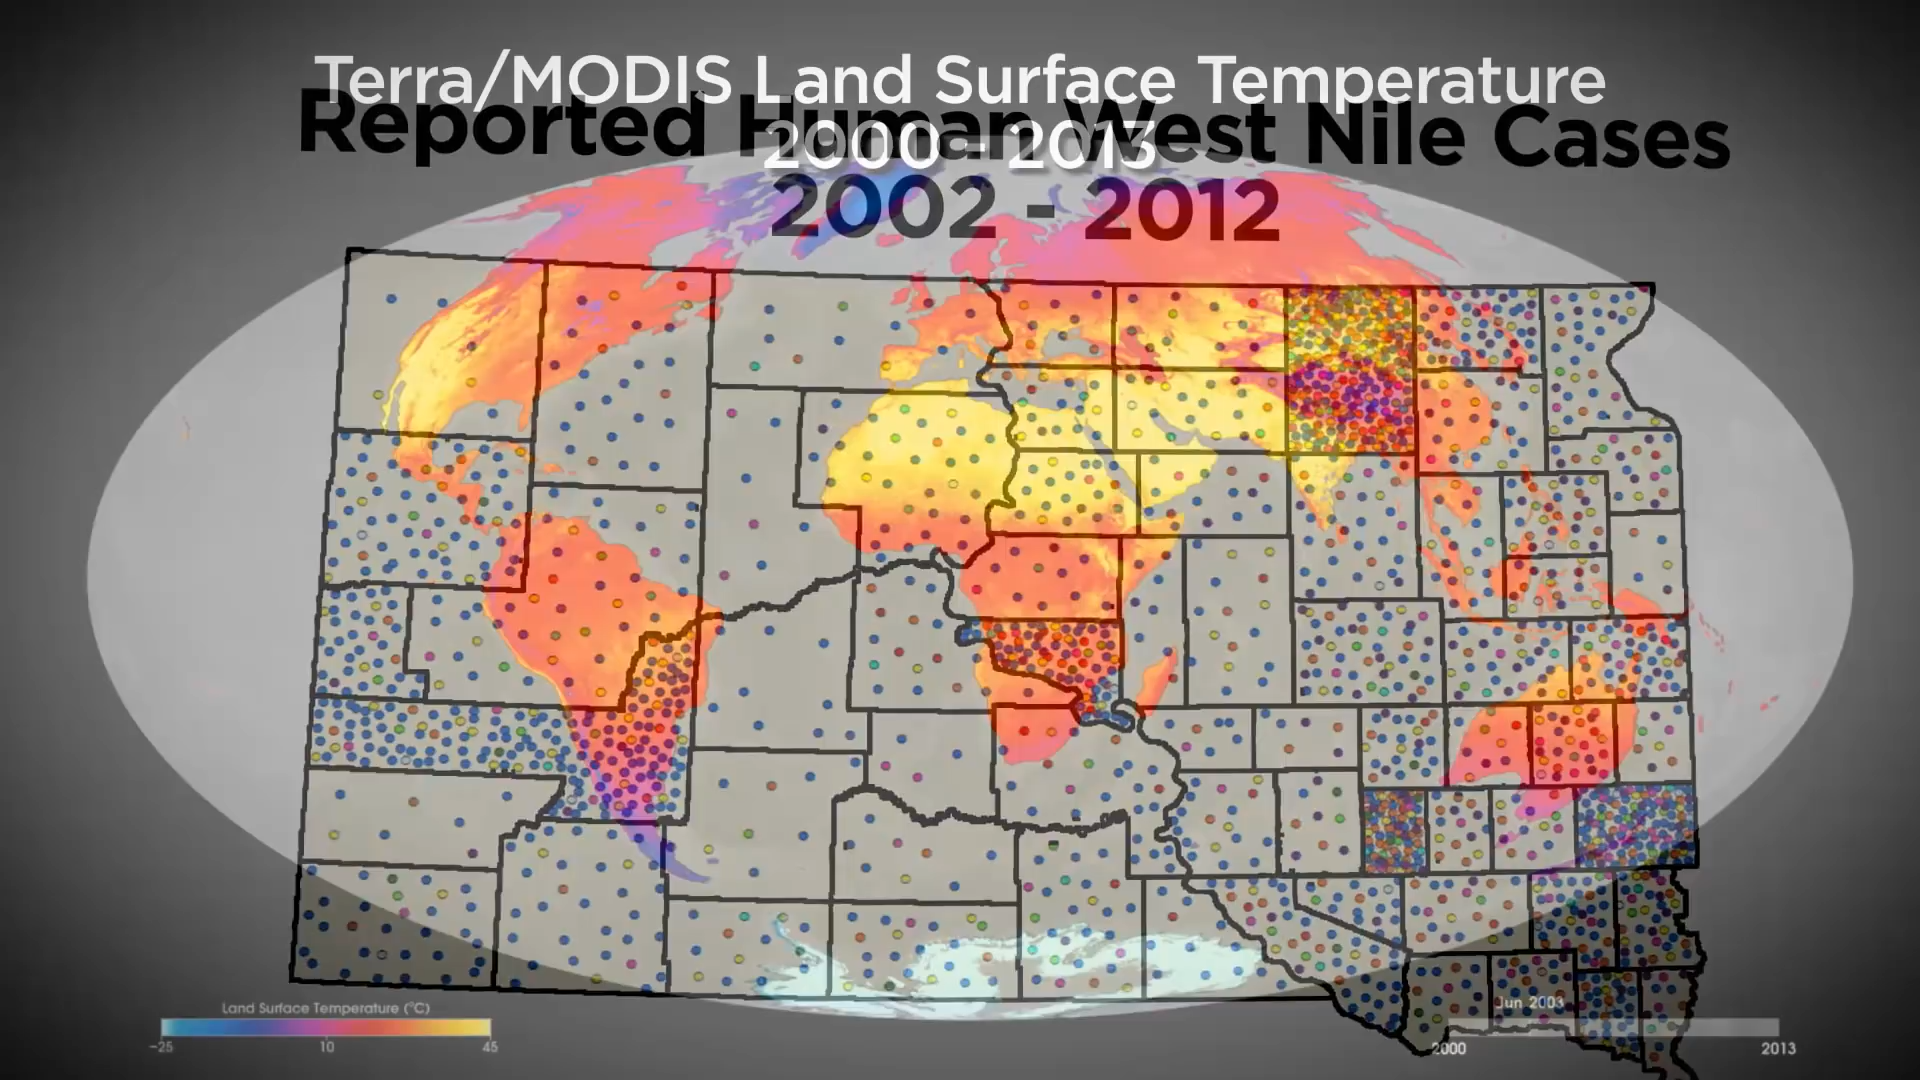 Terra/MODIS Land Surface Temperature
2000 - 2013
Reported Human West Nile Cases
2002 - 2012
Land Surface Temperature (°C)
-25 10 45
Jun 2003
2000 2013